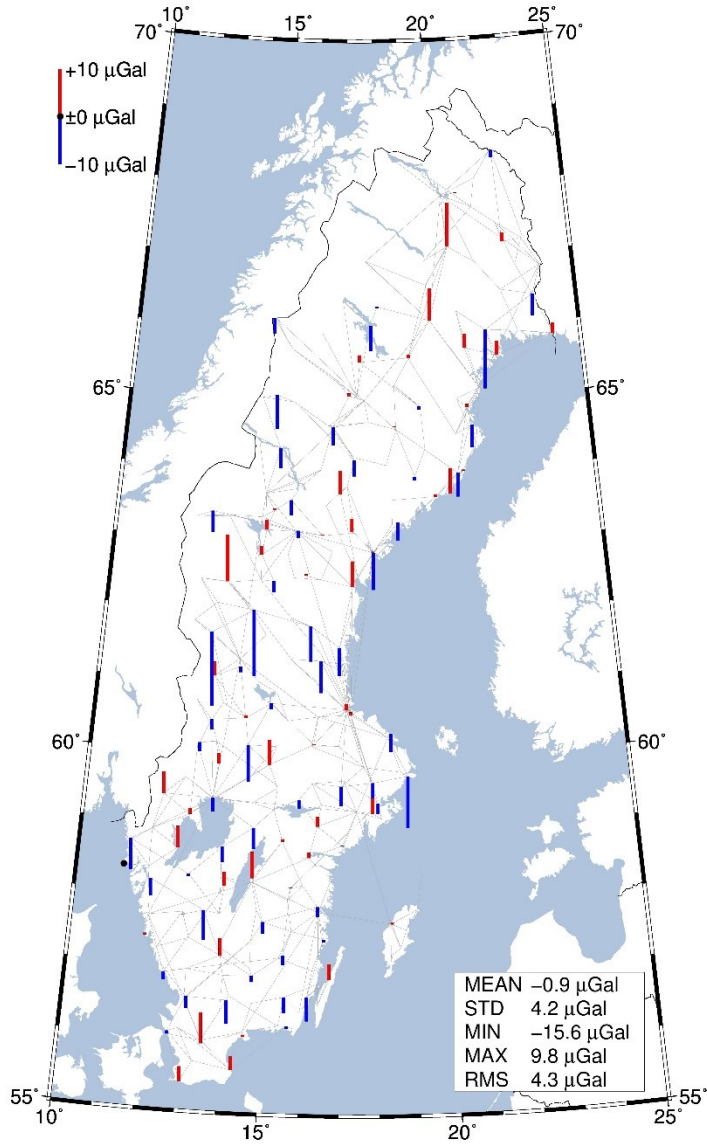 10° 15° 20° 25°
70° 70°
+10 μGal
±0 μGal
−10 μGal
65° 65°
60° 60°
MEAN −0.9 μGal
STD 4.2 μGal
MIN −15.6 μGal
MAX 9.8 μGal
RMS 4.3 μGal
55° 55°
10° 15° 20° 25°